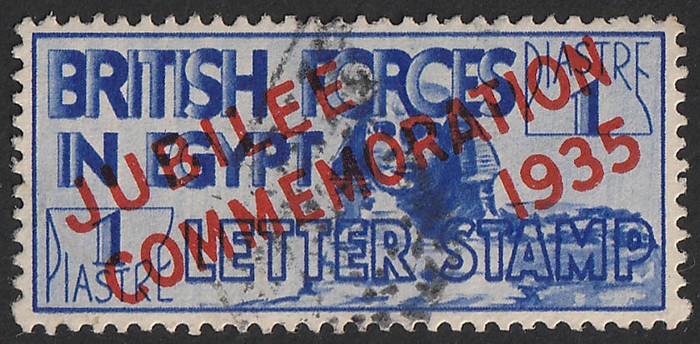 BRITISH FORCES
IN EGYPT
PIASTRE
1
JUBILEE
COMMEMORATION
1935
1
PIASTRE
LETTER STAMP